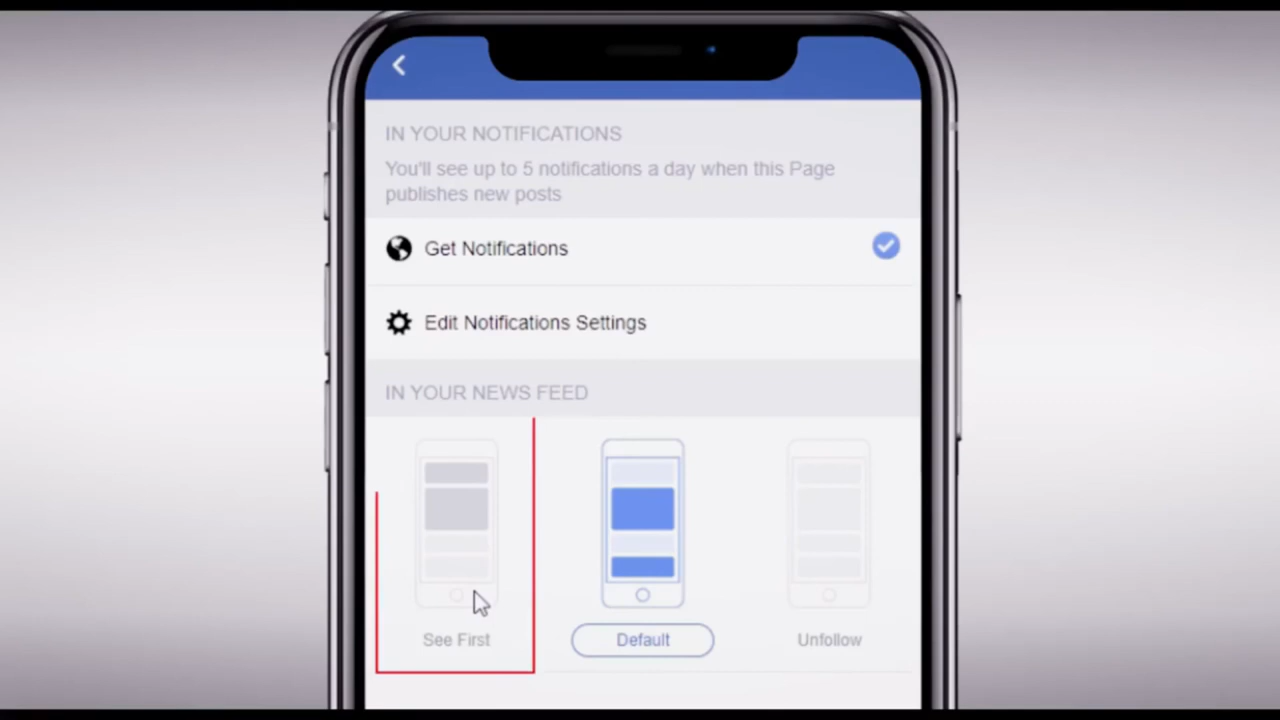 IN YOUR NOTIFICATIONS
You'll see up to 5 notifications a day when this Page
publishes new posts
Get Notifications
Edit Notifications Settings
IN YOUR NEWS FEED
See First
Default
Unfollow